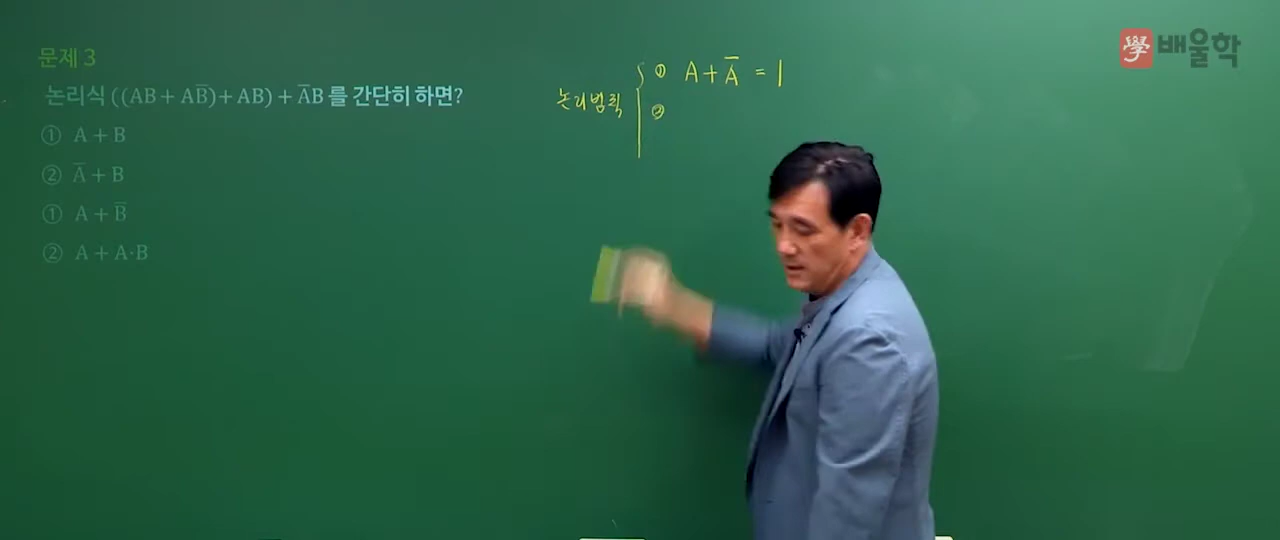 문제 3
논리식 ((AB + AB̅)+ AB) + A̅B 를 간단히 하면?
① A + B
② A̅ + B
① A + B̅
② A + A·B
논리법칙
① A + A̅ = 1
②
學 배울학